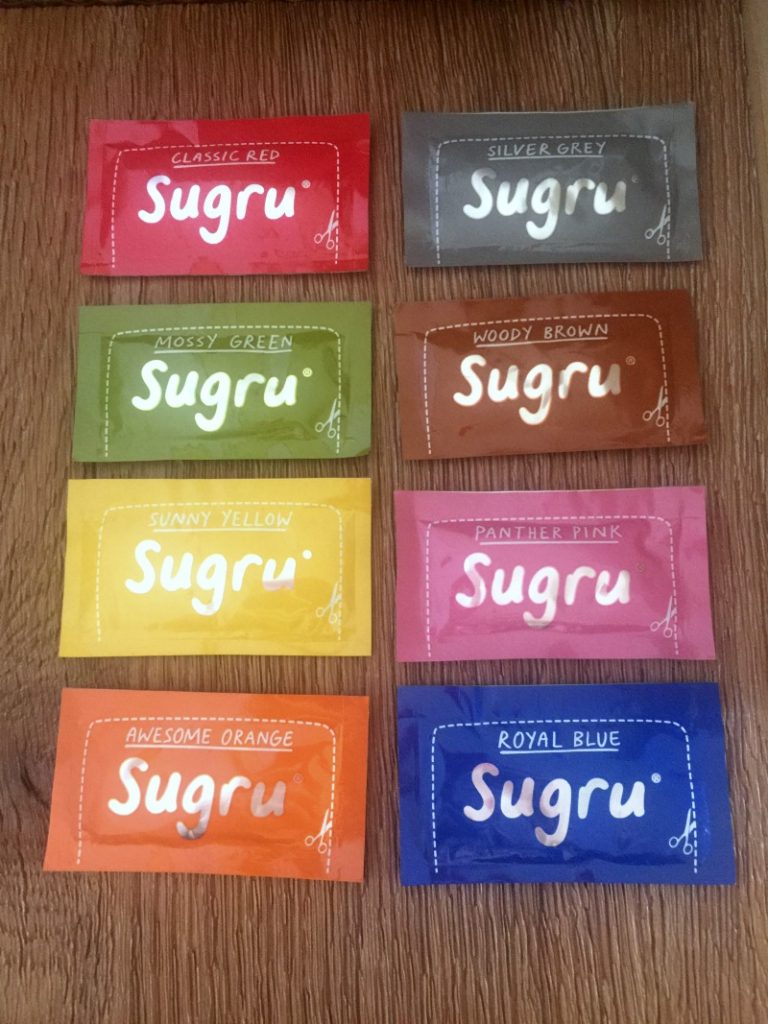 CLASSIC RED
Sugru®
SILVER GREY
Sugru®
MOSSY GREEN
Sugru®
WOODY BROWN
Sugru®
SUNNY YELLOW
Sugru®
PANTHER PINK
Sugru®
AWESOME ORANGE
Sugru®
ROYAL BLUE
Sugru®